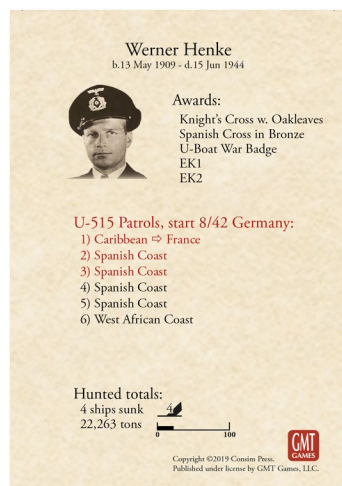 Werner Henke
b.13 May 1909 - d.15 Jun 1944
Awards:
Knight's Cross w. Oakleaves
Spanish Cross in Bronze
U-Boat War Badge
EK1
EK2
U-515 Patrols, start 8/42 Germany:
1) Caribbean ⇨ France
2) Spanish Coast
3) Spanish Coast
4) Spanish Coast
5) Spanish Coast
6) West African Coast
Hunted totals:
4 ships sunk
22,263 tons
4
0 100
GMT
GAMES
Copyright ©2019 Consim Press.
Published under license by GMT Games, LLC.